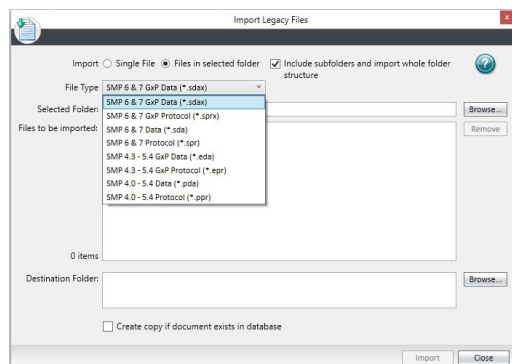 Import Legacy Files
x
Import Single File Files in selected folder Include subfolders and import whole folder
structure
?
File Type SMP 6 & 7 GxP Data (*.sdax)
SMP 6 & 7 GxP Data (*.sdax)
Selected Folder: Browse...
SMP 6 & 7 GxP Protocol (*.sprx)
Files to be imported: SMP 6 & 7 Data (*.sda) Remove
SMP 6 & 7 Protocol (*.spr)
SMP 4.3 - 5.4 GxP Data (*.eda)
SMP 4.3 - 5.4 GxP Protocol (*.epr)
SMP 4.0 - 5.4 Data (*.pda)
SMP 4.0 - 5.4 Protocol (*.ppr)
0 items
Destination Folder: Browse...
Create copy if document exists in database
Import Close